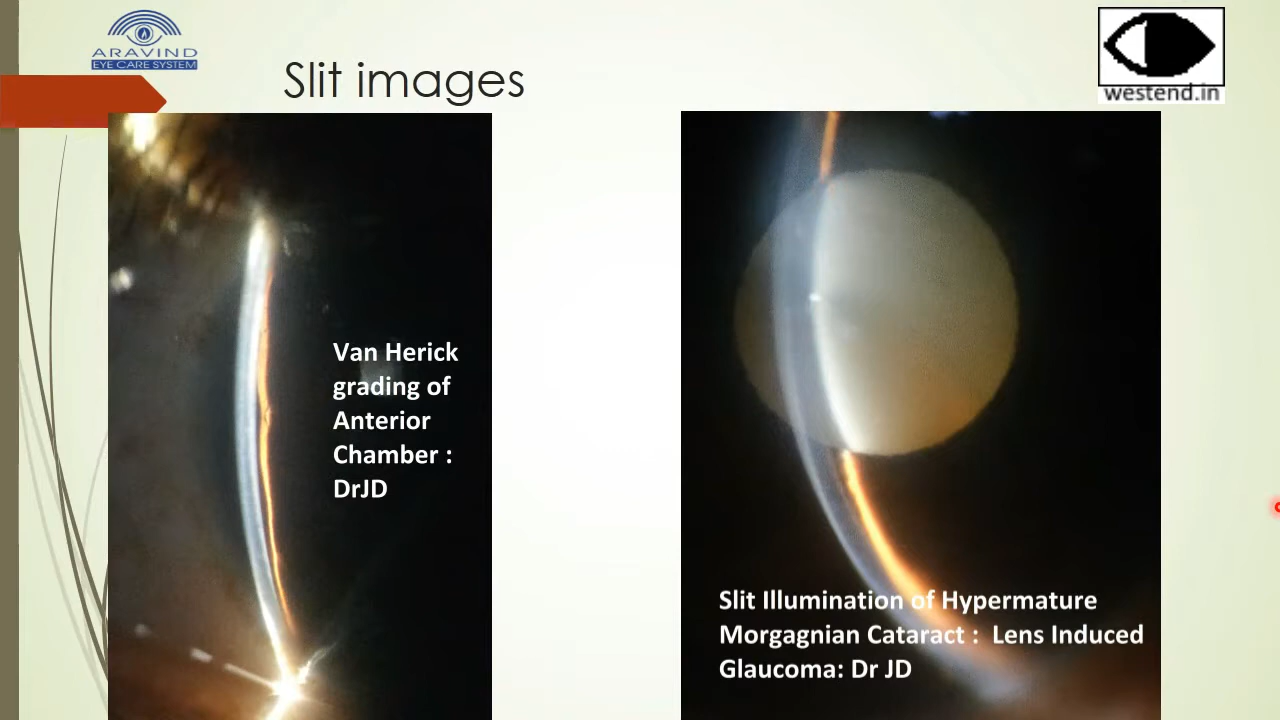 ARAVIND
EYE CARE SYSTEM
Slit images
westend.in
Van Herick
grading of
Anterior
Chamber :
DrJD
Slit Illumination of Hypermature
Morgagnian Cataract :  Lens Induced
Glaucoma: Dr JD